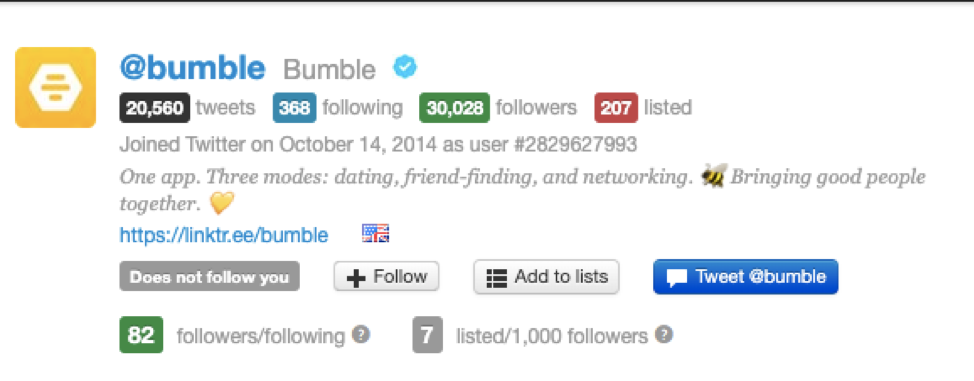 @bumble Bumble
20,560 tweets 368 following 30,028 followers 207 listed
Joined Twitter on October 14, 2014 as user #2829627993
One app. Three modes: dating, friend-finding, and networking. 🐝 Bringing good people
together. 💛
https://linktr.ee/bumble
Does not follow you + Follow Add to lists Tweet @bumble
82 followers/following ? 7 listed/1,000 followers ?